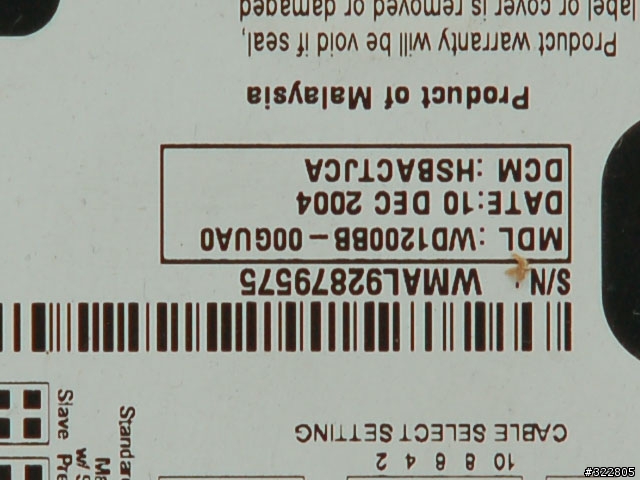 10 8 6 4 2
CABLE SELECT SETTING
Standar
Slave
S/N: WMAL92879575
MDL: WD1200BB-00GUA0
DATE: 10 DEC 2004
DCM: HSBACTJCA
Product of Malaysia
Product warranty will be void if seal,
label or cover is removed or damaged
#322805